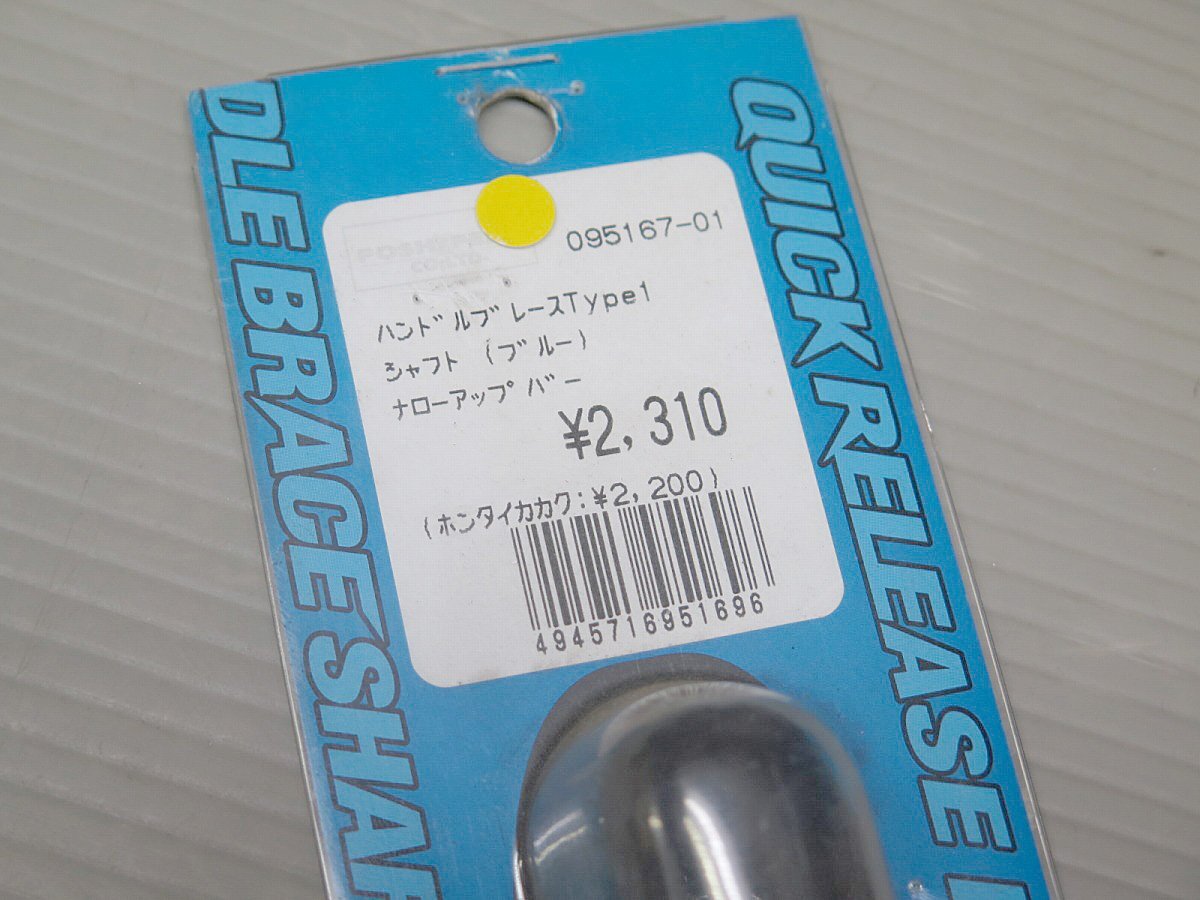 DLE BRACE SHAF
QUICK RELEASE
095167-01
ハンドルブレースType1
シャフト (ブルー)
ナローアップバー
¥2,310
(ホンタイカカク:¥2,200)
4945716951696